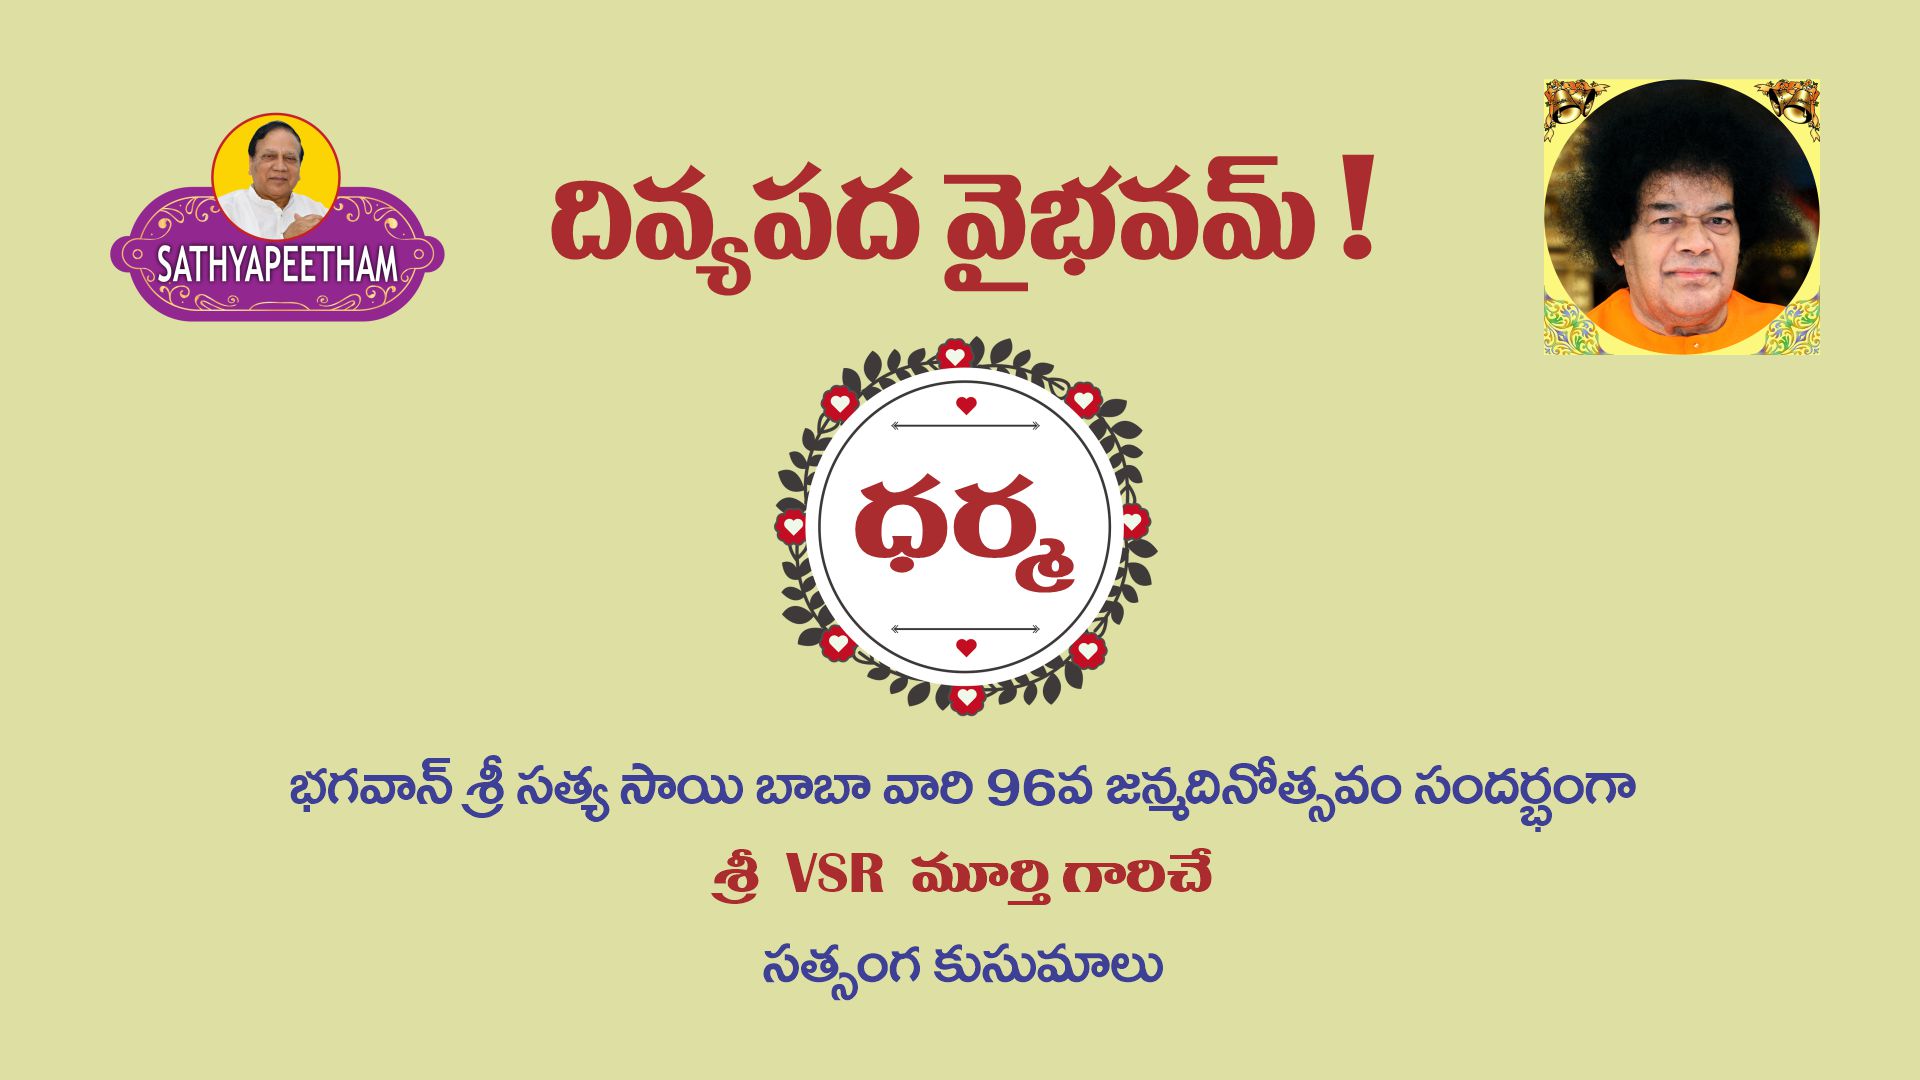 SATHYAPEETHAM
దివ్యపద వైభవమ్ !
ధర్మ
భగవాన్ శ్రీ సత్య సాయి బాబా వారి 96వ జన్మదినోత్సవం సందర్భంగా
శ్రీ VSR మూర్తి గారిచే
సత్సంగ కుసుమాలు